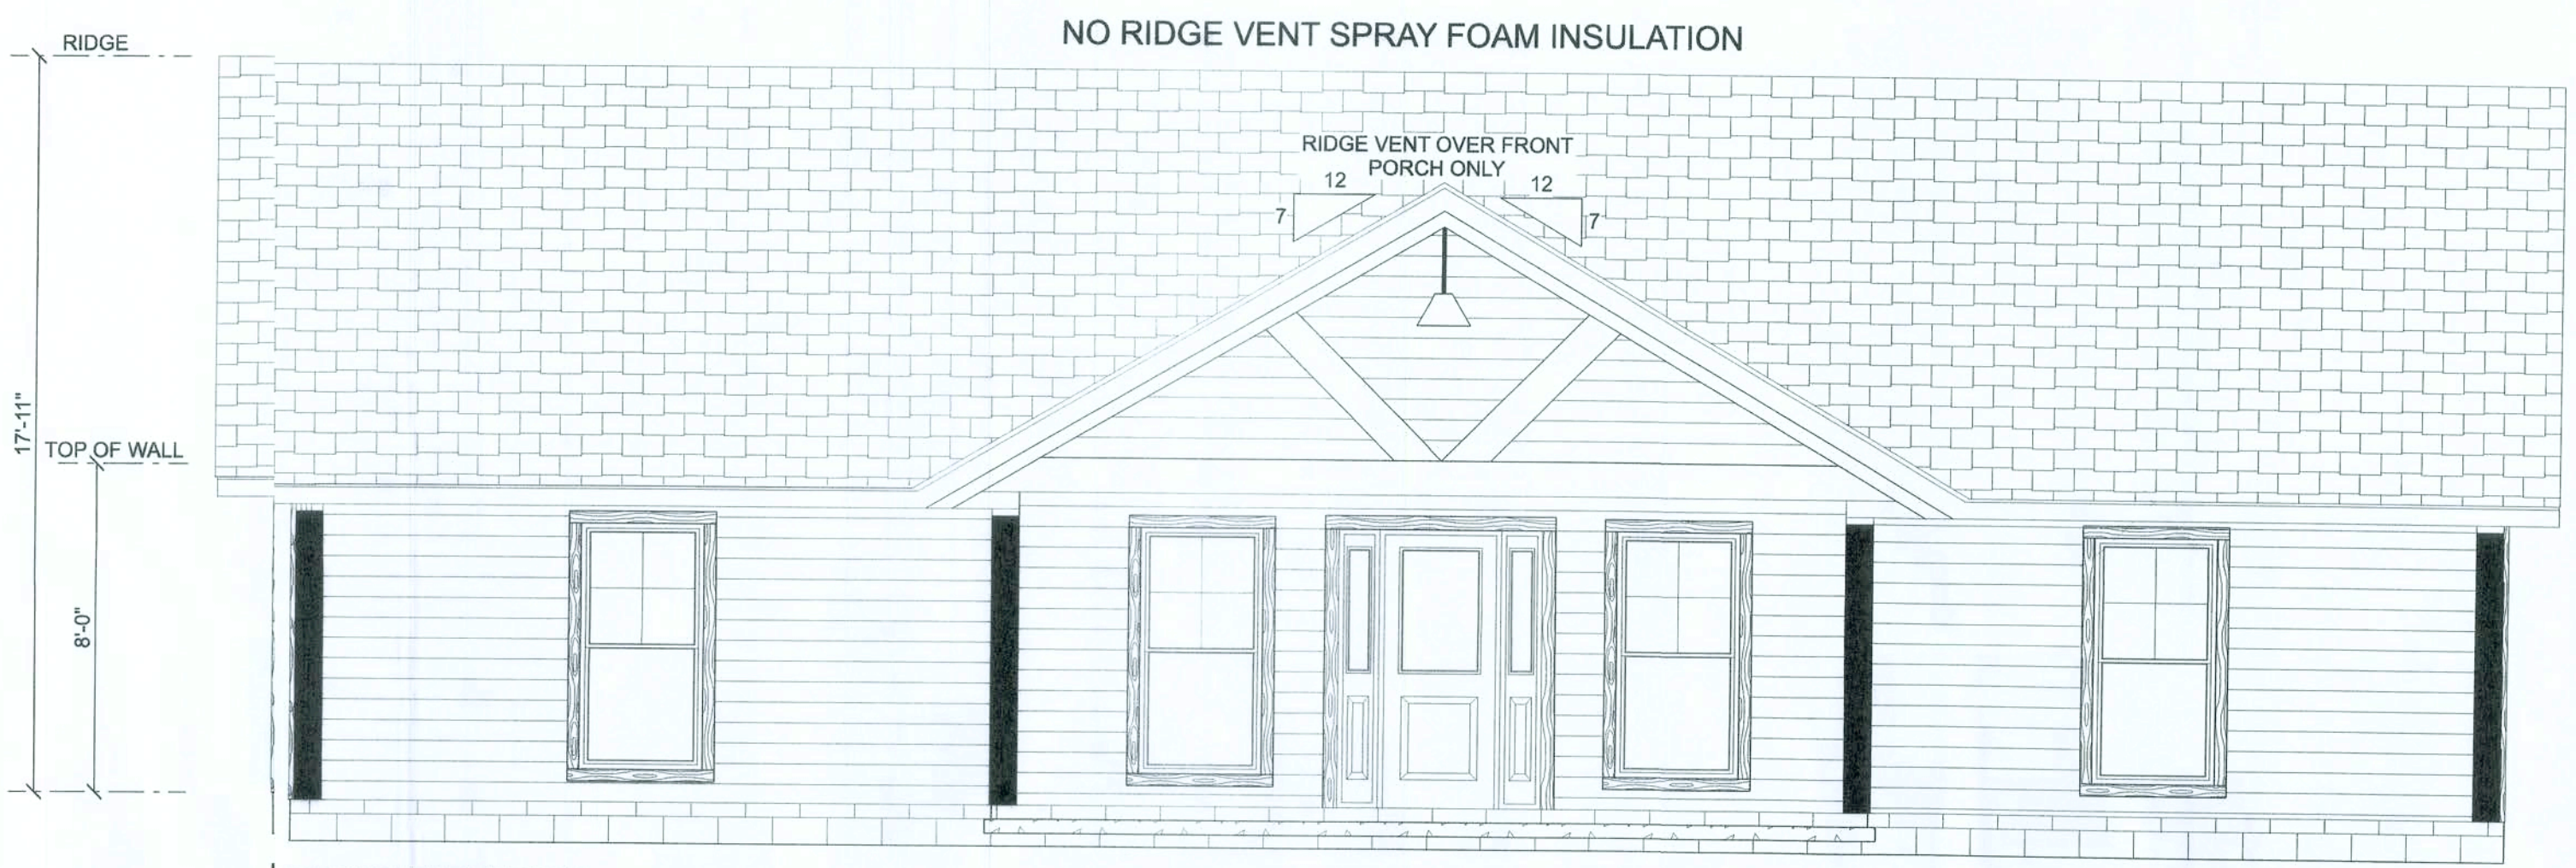 NO RIDGE VENT SPRAY FOAM INSULATION
RIDGE
RIDGE VENT OVER FRONT
PORCH ONLY
12
12
7
7
17'-11"
TOP OF WALL
8'-0"